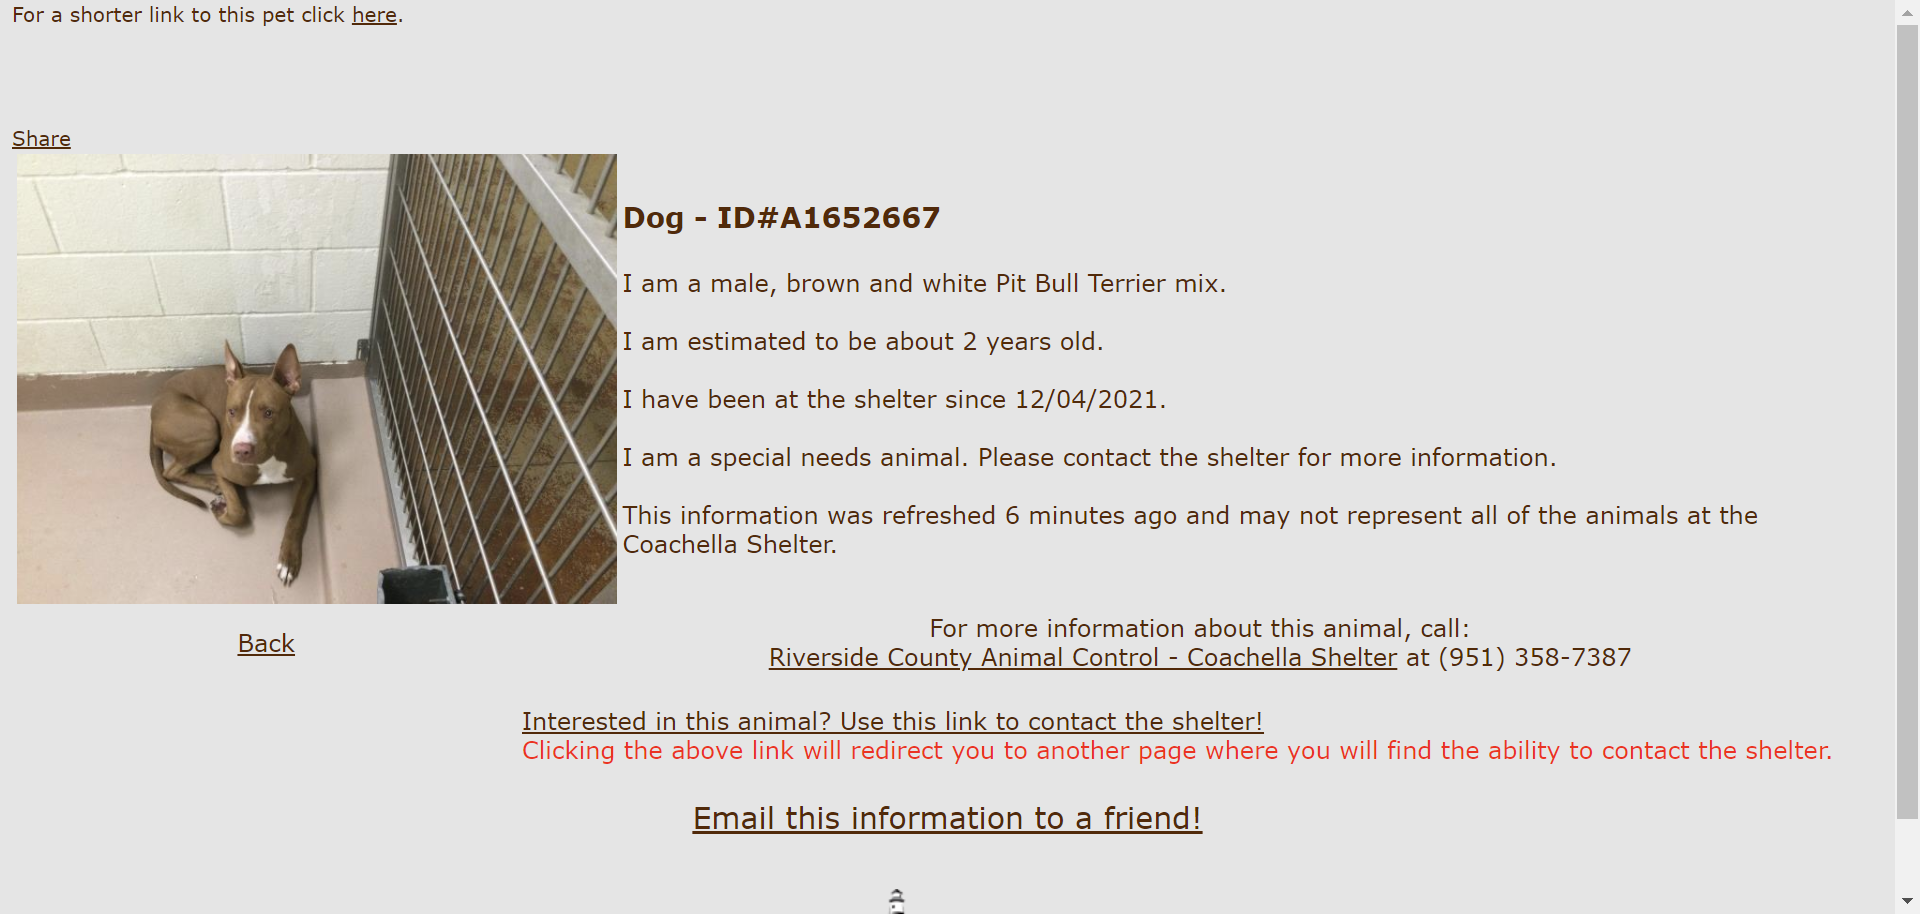 For a shorter link to this pet click here.
Share
Dog - ID#A1652667
I am a male, brown and white Pit Bull Terrier mix.
I am estimated to be about 2 years old.
I have been at the shelter since 12/04/2021.
I am a special needs animal. Please contact the shelter for more information.
This information was refreshed 6 minutes ago and may not represent all of the animals at the
Coachella Shelter.
Back
For more information about this animal, call:
Riverside County Animal Control - Coachella Shelter at (951) 358-7387
Interested in this animal? Use this link to contact the shelter!
Clicking the above link will redirect you to another page where you will find the ability to contact the shelter.
Email this information to a friend!